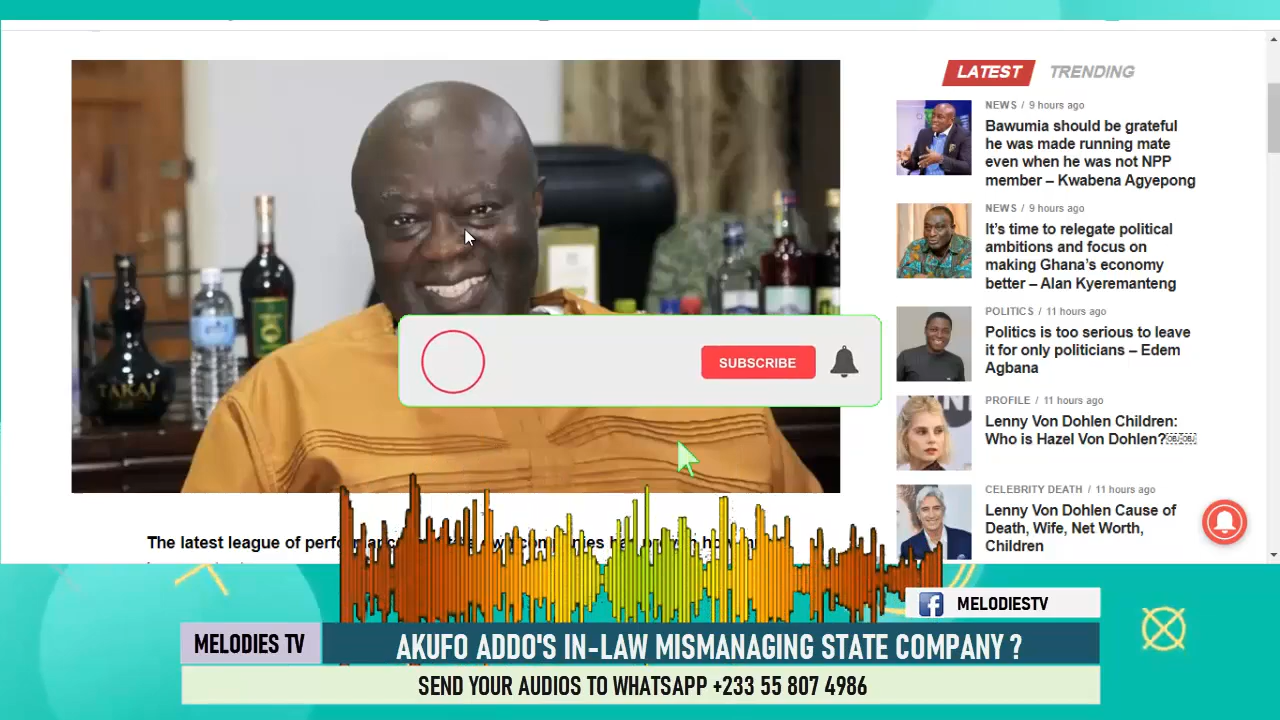 LATEST TRENDING
NEWS / 9 hours ago
Bawumia should be grateful
he was made running mate
even when he was not NPP
member – Kwabena Agyepong
NEWS / 9 hours ago
It's time to relegate political
ambitions and focus on
making Ghana's economy
better – Alan Kyeremanteng
POLITICS / 11 hours ago
Politics is too serious to leave
it for only politicians – Edem
Agbana
PROFILE / 11 hours ago
Lenny Von Dohlen Children:
Who is Hazel Von Dohlen?
CELEBRITY DEATH / 11 hours ago
Lenny Von Dohlen Cause of
Death, Wife, Net Worth,
Children
TAKAI
SUBSCRIBE
The latest league of
MELODIESTV
MELODIES TV
AKUFO ADDO'S IN-LAW MISMANAGING STATE COMPANY ?
SEND YOUR AUDIOS TO WHATSAPP +233 55 807 4986